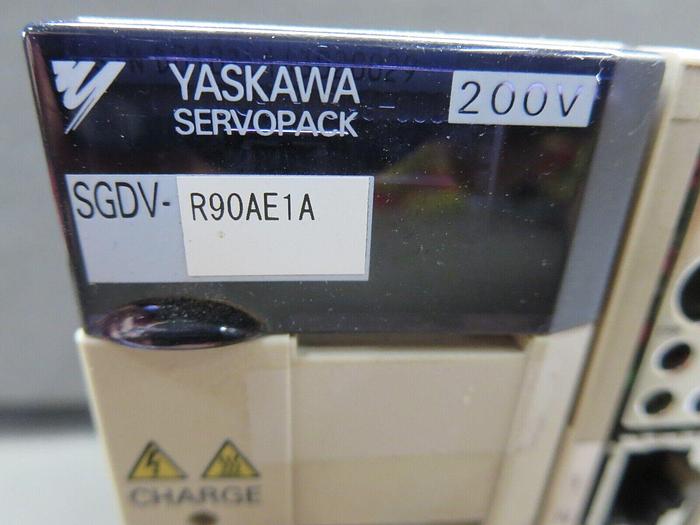 YASKAWA
SERVOPACK
200V
SGDV-
R90AE1A
CHARGE